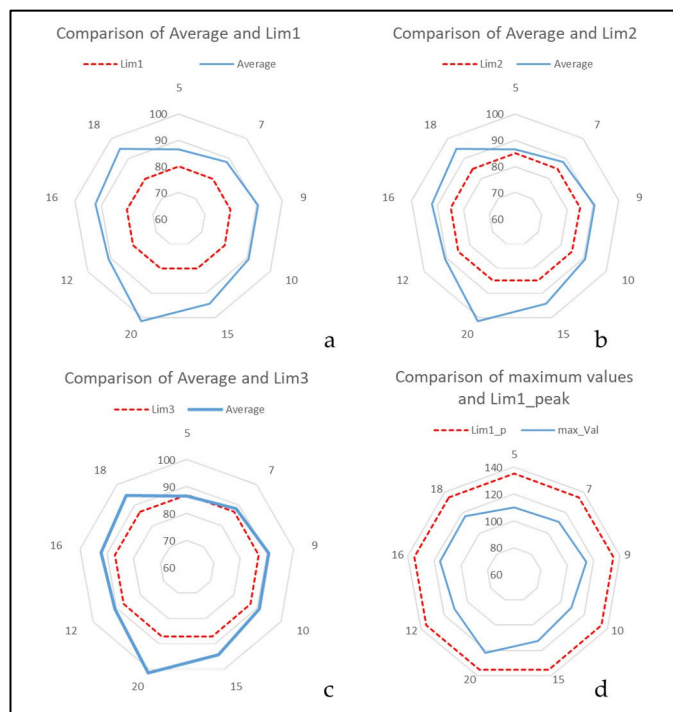 Comparison of Average and Lim1
Lim1 Average
5
100
18 7
90
80
16 70 9
60
12 10
20 15
a
Comparison of Average and Lim2
Lim2 Average
5
100
18 7
90
80
16 70 9
60
12 10
20 15
b
Comparison of Average and Lim3
Lim3 Average
5
100
18 7
90
80
16 70 9
60
12 10
20 15
c
Comparison of maximum values
and Lim1_peak
Lim1_p max_Val
5
140
18 7
120
100
16 80 9
60
12 10
20 15
d